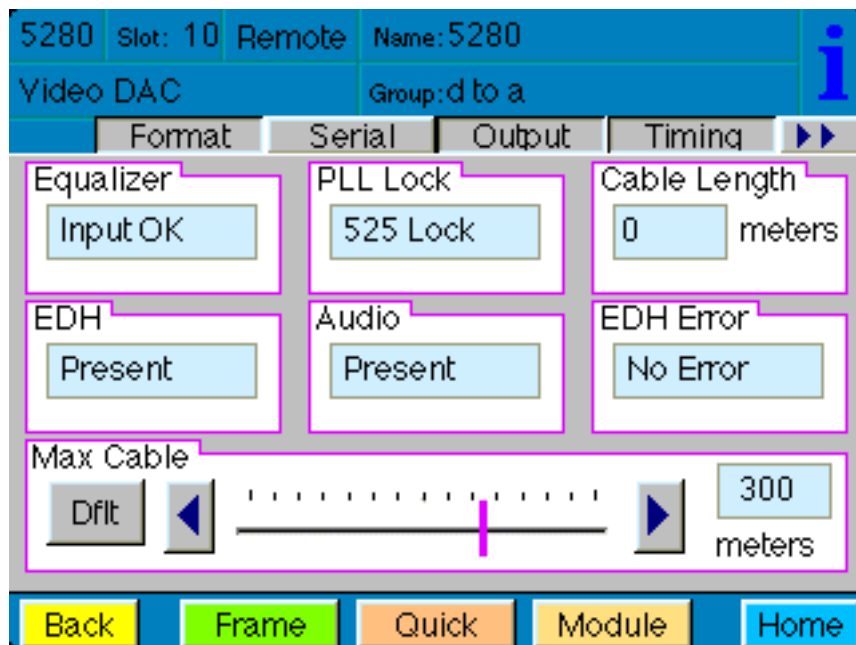 5280 Slot: 10 Remote Name: 5280
i
Video DAC Group: d to a
Format Serial Output Timing
Equalizer PLL Lock Cable Length
Input OK 525 Lock 0 meters
EDH Audio EDH Error
Present Present No Error
Max Cable
Dflt 300
meters
Back Frame Quick Module Home